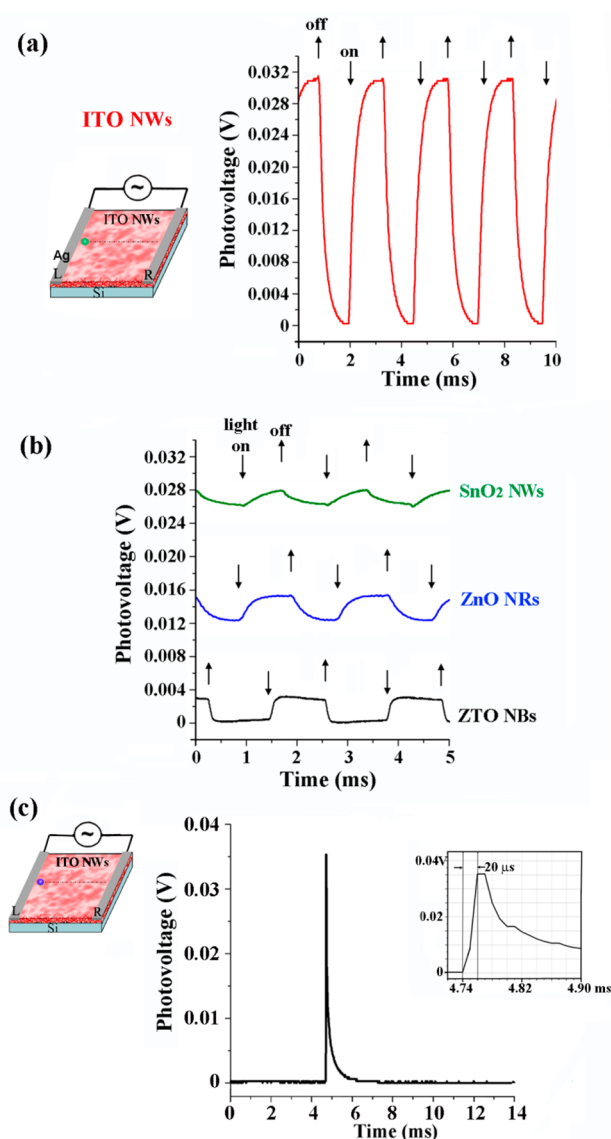 (a)
off
on
ITO NWs
ITO NWs
Ag
L
R
Si
Photovoltage (V)
0.032
0.028
0.024
0.020
0.016
0.012
0.008
0.004
0
0 2 4 6 8 10
Time (ms)
(b)
light
on
off
Photovoltage (V)
0.032
0.028
0.024
0.020
0.016
0.012
0.008
0.004
0
SnO₂ NWs
ZnO NRs
ZTO NBs
0 1 2 3 4 5
Time (ms)
(c)
ITO NWs
L
R
Si
Photovoltage (V)
0.04
0.03
0.02
0.01
0
0 2 4 6 8 10 12 14
Time (ms)
0.04V
20 μs
0.02
0
4.74 4.82 4.90 ms